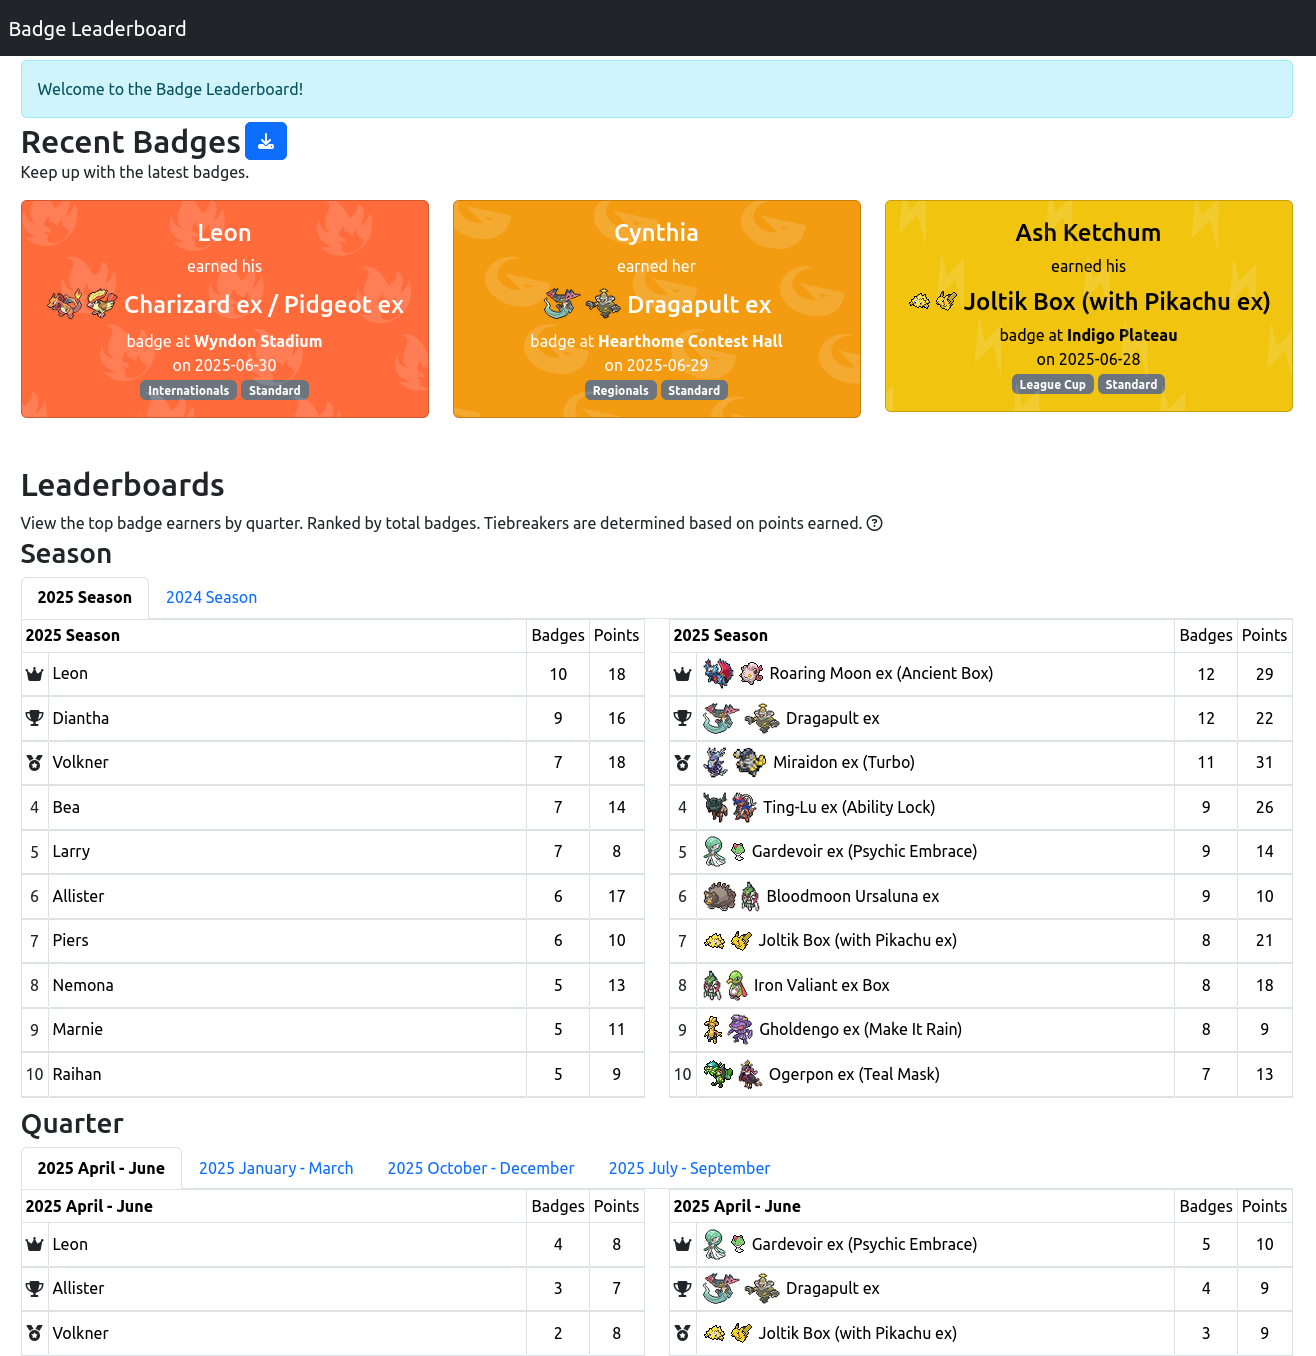 Badge Leaderboard
Welcome to the Badge Leaderboard!
Recent Badges
Keep up with the latest badges.
Leon
earned his
Charizard ex / Pidgeot ex
badge at Wyndon Stadium
on 2025-06-30
Internationals Standard
Cynthia
earned her
Dragapult ex
badge at Hearthome Contest Hall
on 2025-06-29
Regionals Standard
Ash Ketchum
earned his
Joltik Box (with Pikachu ex)
badge at Indigo Plateau
on 2025-06-28
League Cup Standard
Leaderboards
View the top badge earners by quarter. Ranked by total badges. Tiebreakers are determined based on points earned.
Season
2025 Season 2024 Season
2025 Season Badges Points
Leon 10 18
Diantha 9 16
Volkner 7 18
4 Bea 7 14
5 Larry 7 8
6 Allister 6 17
7 Piers 6 10
8 Nemona 5 13
9 Marnie 5 11
10 Raihan 5 9
2025 Season Badges Points
Roaring Moon ex (Ancient Box) 12 29
Dragapult ex 12 22
Miraidon ex (Turbo) 11 31
4 Ting-Lu ex (Ability Lock) 9 26
5 Gardevoir ex (Psychic Embrace) 9 14
6 Bloodmoon Ursaluna ex 9 10
7 Joltik Box (with Pikachu ex) 8 21
8 Iron Valiant ex Box 8 18
9 Gholdengo ex (Make It Rain) 8 9
10 Ogerpon ex (Teal Mask) 7 13
Quarter
2025 April - June 2025 January - March 2025 October - December 2025 July - September
2025 April - June Badges Points
Leon 4 8
Allister 3 7
Volkner 2 8
2025 April - June Badges Points
Gardevoir ex (Psychic Embrace) 5 10
Dragapult ex 4 9
Joltik Box (with Pikachu ex) 3 9